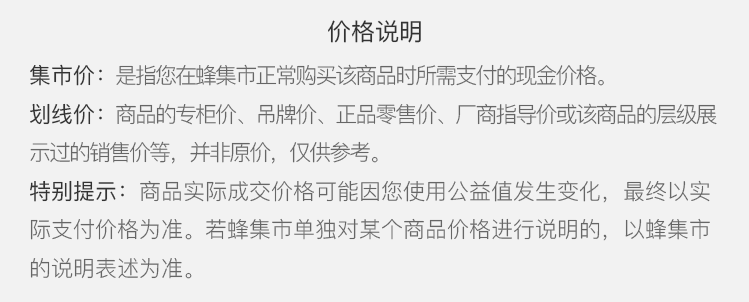 价格说明
集市价：是指您在蜂集市正常购买该商品时所需支付的现金价格。
划线价：商品的专柜价、吊牌价、正品零售价、厂商指导价或该商品的层级展
示过的销售价等，并非原价，仅供参考。
特别提示：商品实际成交价格可能因您使用公益值发生变化，最终以实
际支付价格为准。若蜂集市单独对某个商品价格进行说明的，以蜂集市
的说明表述为准。